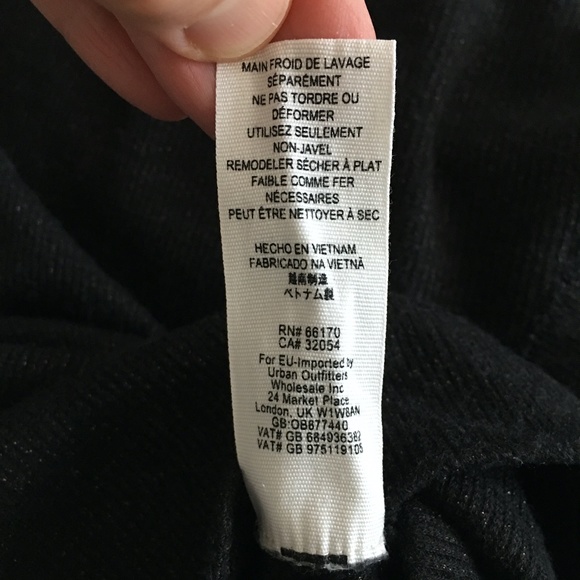 MAIN FROID DE LAVAGE
SÉPARÉMENT
NE PAS TORDRE OU
DÉFORMER
UTILISEZ SEULEMENT
NON-JAVEL
REMODELER SÉCHER À PLAT
FAIBLE COMME FER
NÉCESSAIRES
PEUT ÊTRE NETTOYER À SEC
HECHO EN VIETNAM
FABRICADO NA VIETNÃ
越南制造
ベトナム製
RN# 66170
CA# 32054
For EU-Imported by
Urban Outfitters
Wholesale Inc
24 Market Place
London, UK W1W8AN
GB:OB877440
VAT# GB 684936382
VAT# GB 975119105